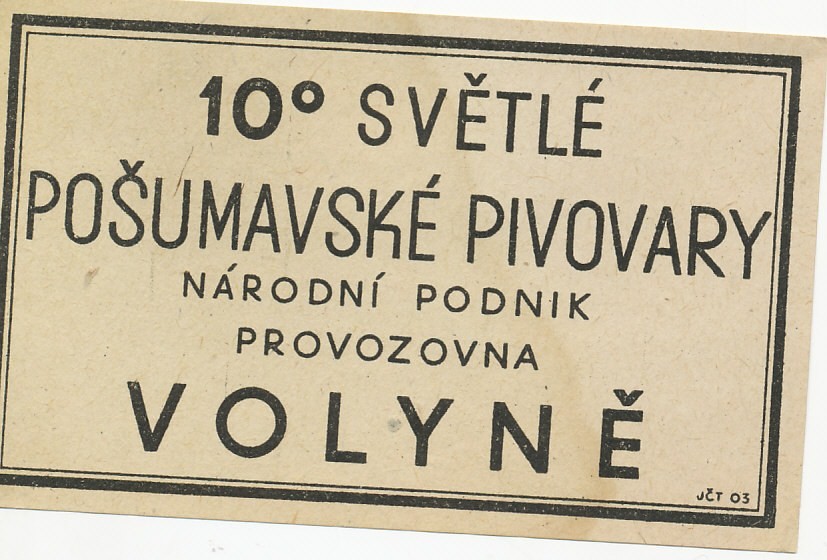 10° SVĚTLÉ
POŠUMAVSKÉ PIVOVARY
NÁRODNÍ PODNIK
PROVOZOVNA
VOLYNĚ
JČT 03